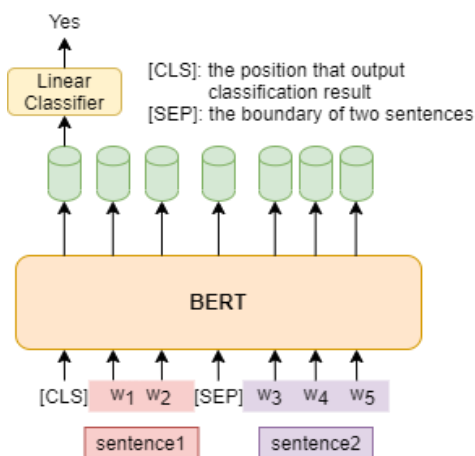 Yes
Linear
Classifier
[CLS]: the position that output
classification result
[SEP]: the boundary of two sentences
BERT
[CLS] w1 w2 [SEP] w3 w4 w5
sentence1 sentence2